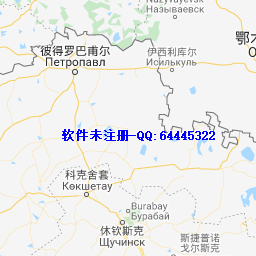 Nazyvayevsk
Называевск
彼得罗巴甫尔
Петропавл
伊西利库尔
Исилькуль
鄂木
软件未注册-QQ:64445322
科克舍套
Көкшетау
Burabay
Бурабай
休钦斯克
Щучинск
斯捷普诺
戈尔斯克